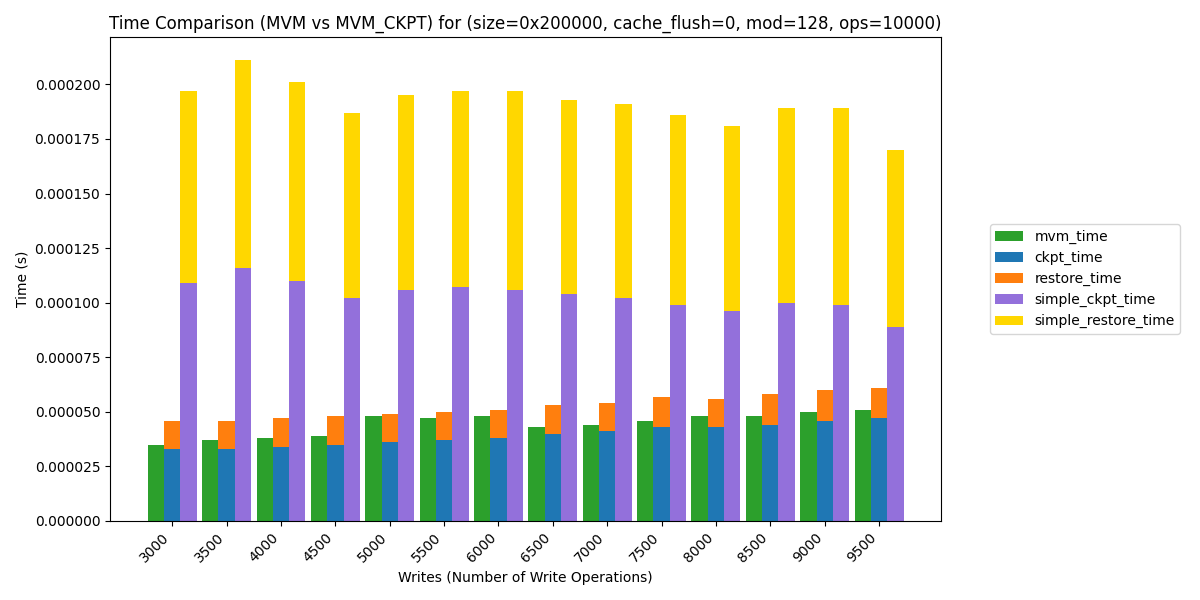 Time Comparison (MVM vs MVM_CKPT) for (size=0x200000, cache_flush=0, mod=128, ops=10000)
Time (s)
0.000200
0.000175
0.000150
0.000125
0.000100
0.000075
0.000050
0.000025
0.000000
3000
3500
4000
4500
5000
5500
6000
6500
7000
7500
8000
8500
9000
9500
Writes (Number of Write Operations)
mvm_time
ckpt_time
restore_time
simple_ckpt_time
simple_restore_time